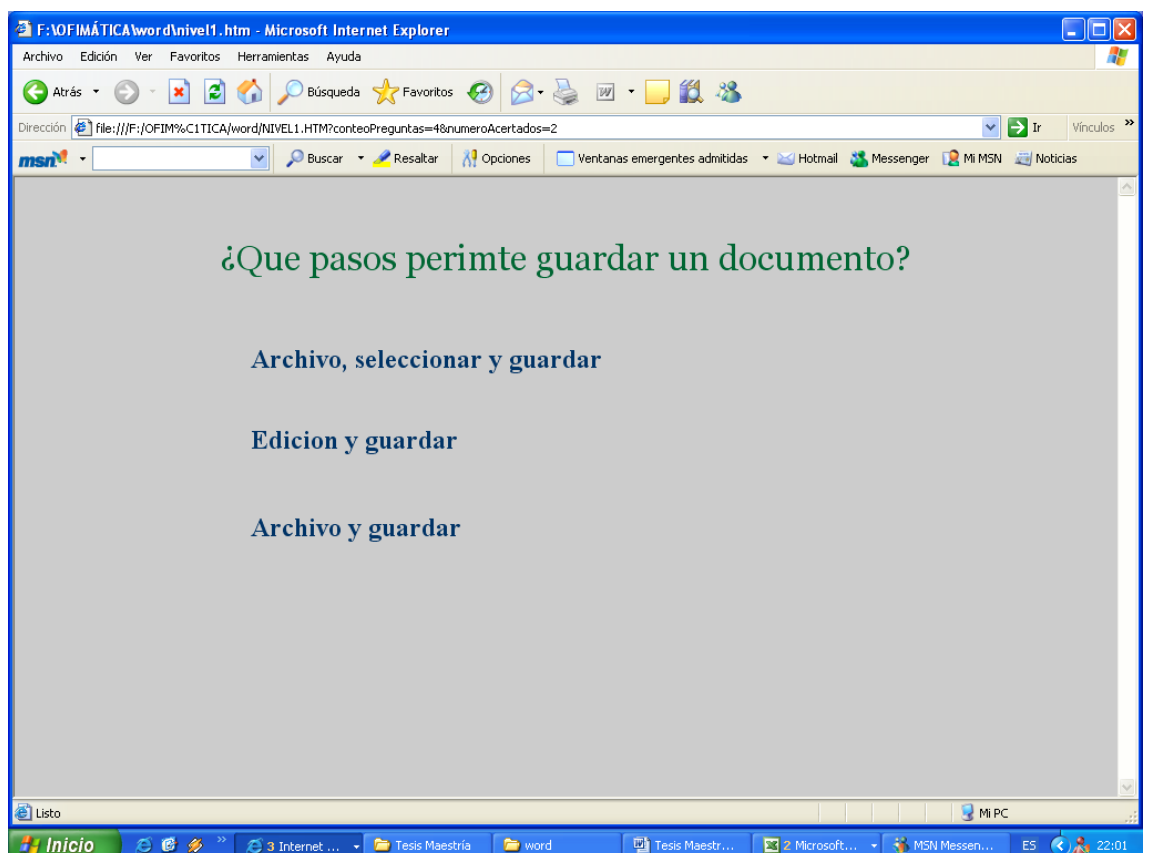 F:\OFIMÁTICA\word\nivel1.htm - Microsoft Internet Explorer
Archivo Edición Ver Favoritos Herramientas Ayuda
Atrás Búsqueda Favoritos
Dirección file:///F:/OFIM%C1TICA/word/NIVEL1.HTM?conteoPreguntas=4&numeroAcertados=2 Ir Vínculos »
msn Buscar Resaltar Opciones Ventanas emergentes admitidas Hotmail Messenger Mi MSN Noticias
¿Que pasos perimte guardar un documento?
Archivo, seleccionar y guardar
Edicion y guardar
Archivo y guardar
Listo Mi PC
Inicio » 3 Internet ... Tesis Maestría word Tesis Maestr... 2 Microsoft... MSN Messen... ES 22:01